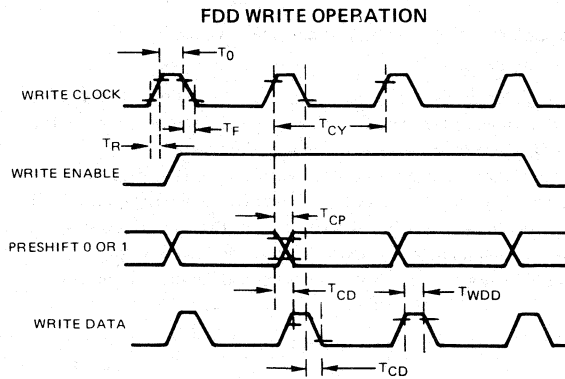 FDD WRITE OPERATION
T0
WRITE CLOCK
TR
TF
TCY
WRITE ENABLE
TCP
PRESHIFT 0 OR 1
TCD
TWDD
WRITE DATA
TCD